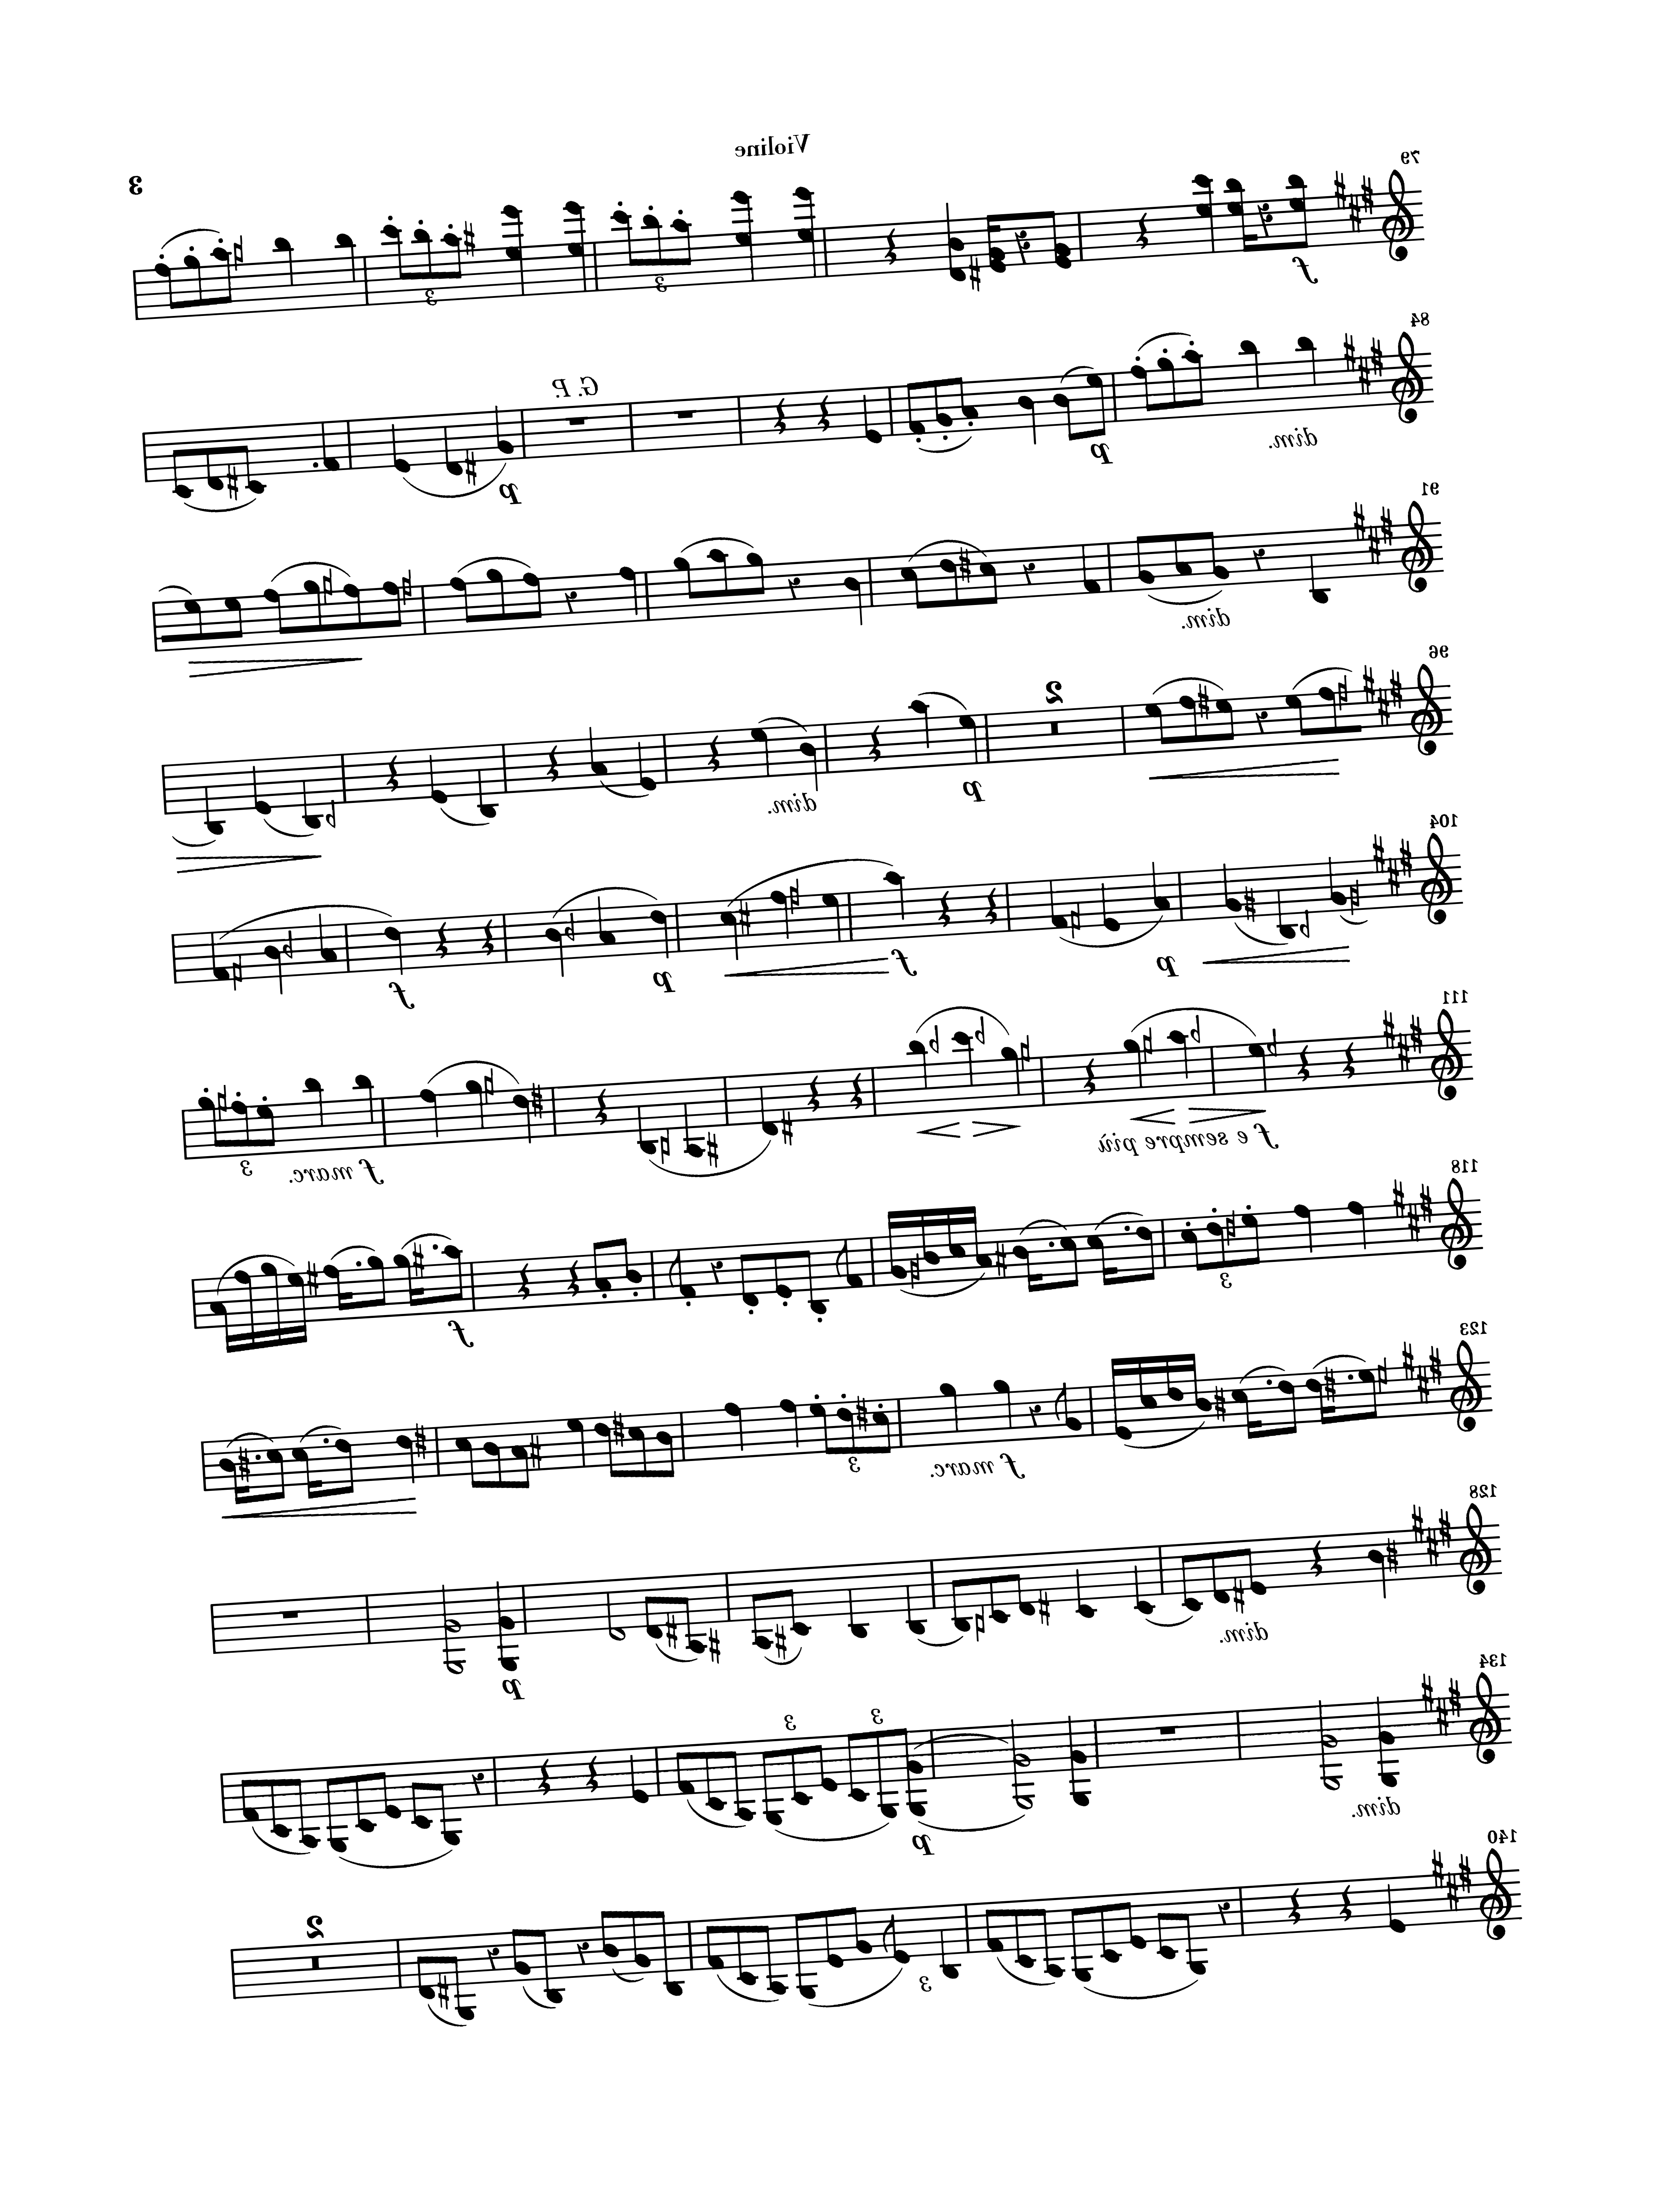 Violine
3
79
f
3
3
84
dim.
p
G. P.
p
91
dim.
96
2
p
dim.
104
p
f
p
f
111
f e sempre più
f marc.
3
118
3
f
123
f marc.
3
128
dim.
p
134
dim.
p
3
3
140
3
2